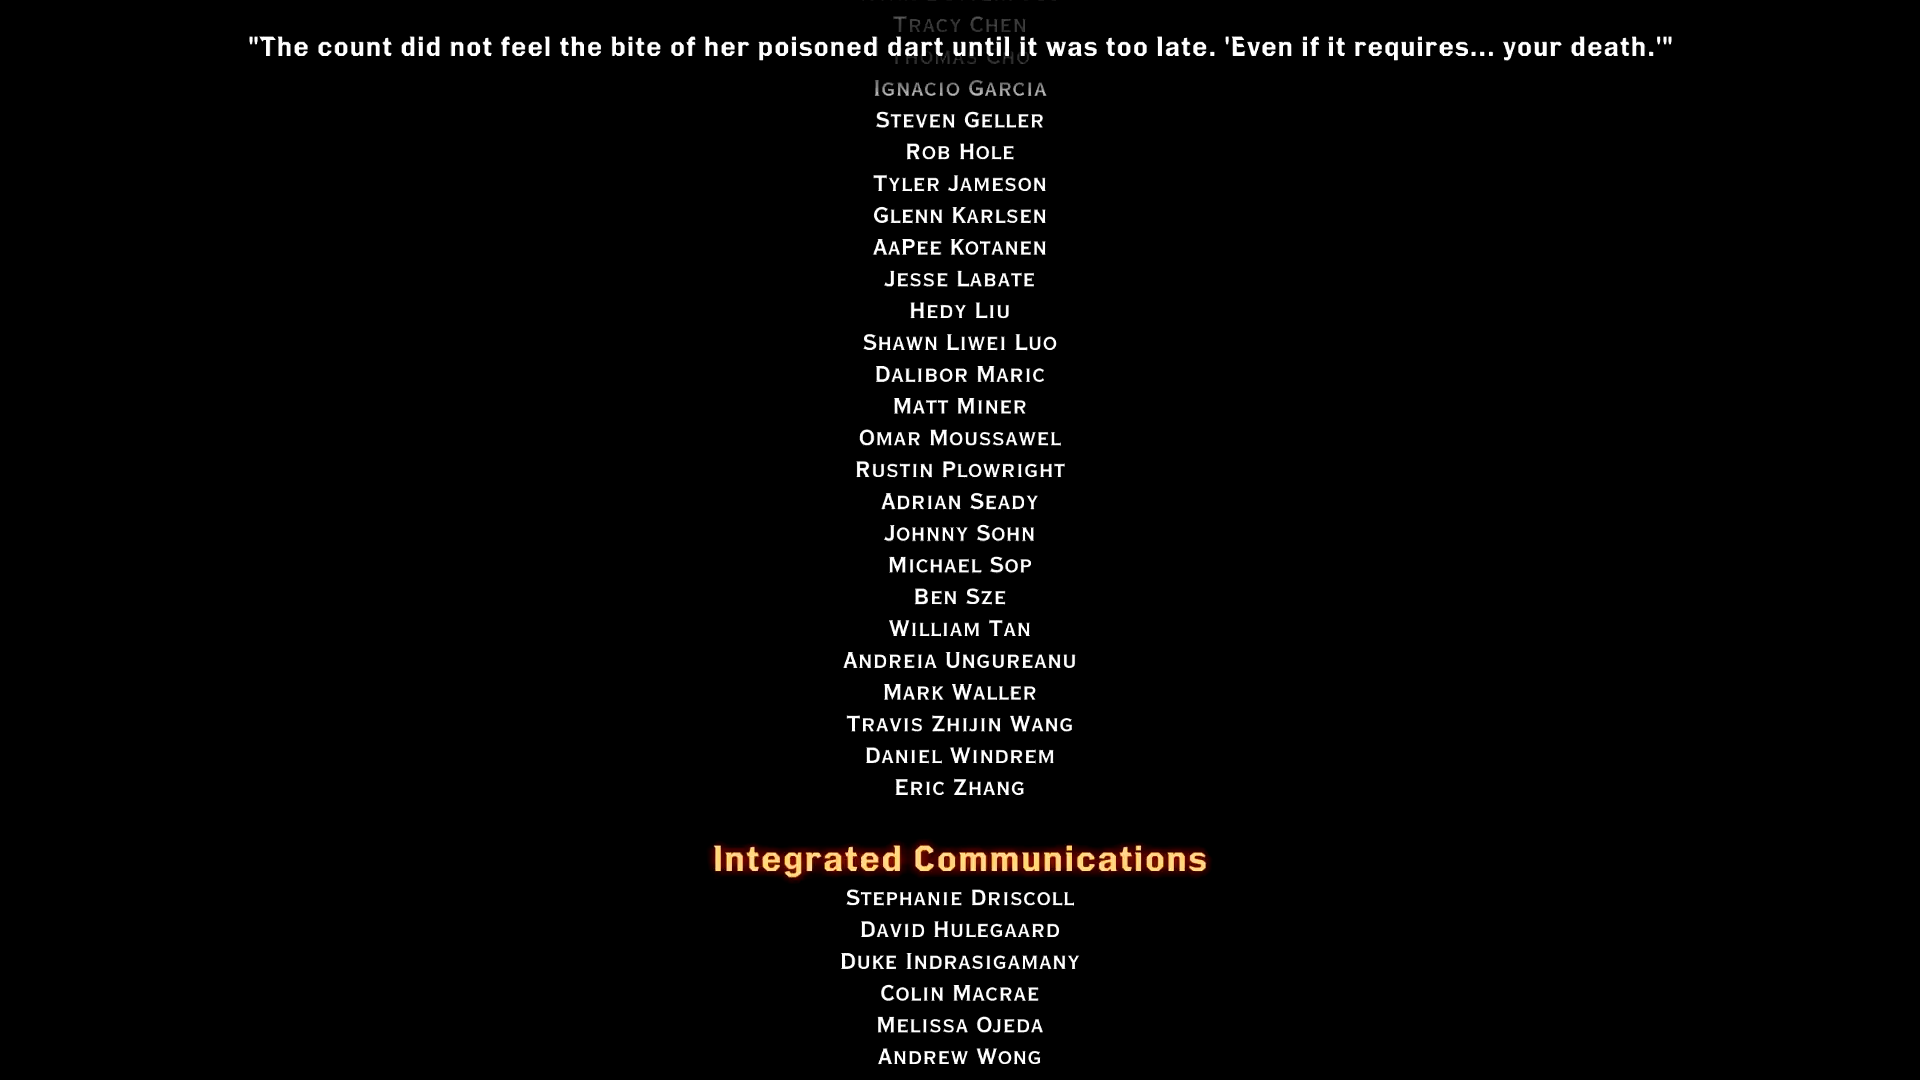 Tracy Chen
"The count did not feel the bite of her poisoned dart until it was too late. 'Even if it requires... your death.'"
Thomas Cho
Ignacio Garcia
Steven Geller
Rob Hole
Tyler Jameson
Glenn Karlsen
AaPee Kotanen
Jesse Labate
Hedy Liu
Shawn Liwei Luo
Dalibor Maric
Matt Miner
Omar Moussawel
Rustin Plowright
Adrian Seady
Johnny Sohn
Michael Sop
Ben Sze
William Tan
Andreia Ungureanu
Mark Waller
Travis Zhijin Wang
Daniel Windrem
Eric Zhang
Integrated Communications
Stephanie Driscoll
David Hulegaard
Duke Indrasigamany
Colin Macrae
Melissa Ojeda
Andrew Wong